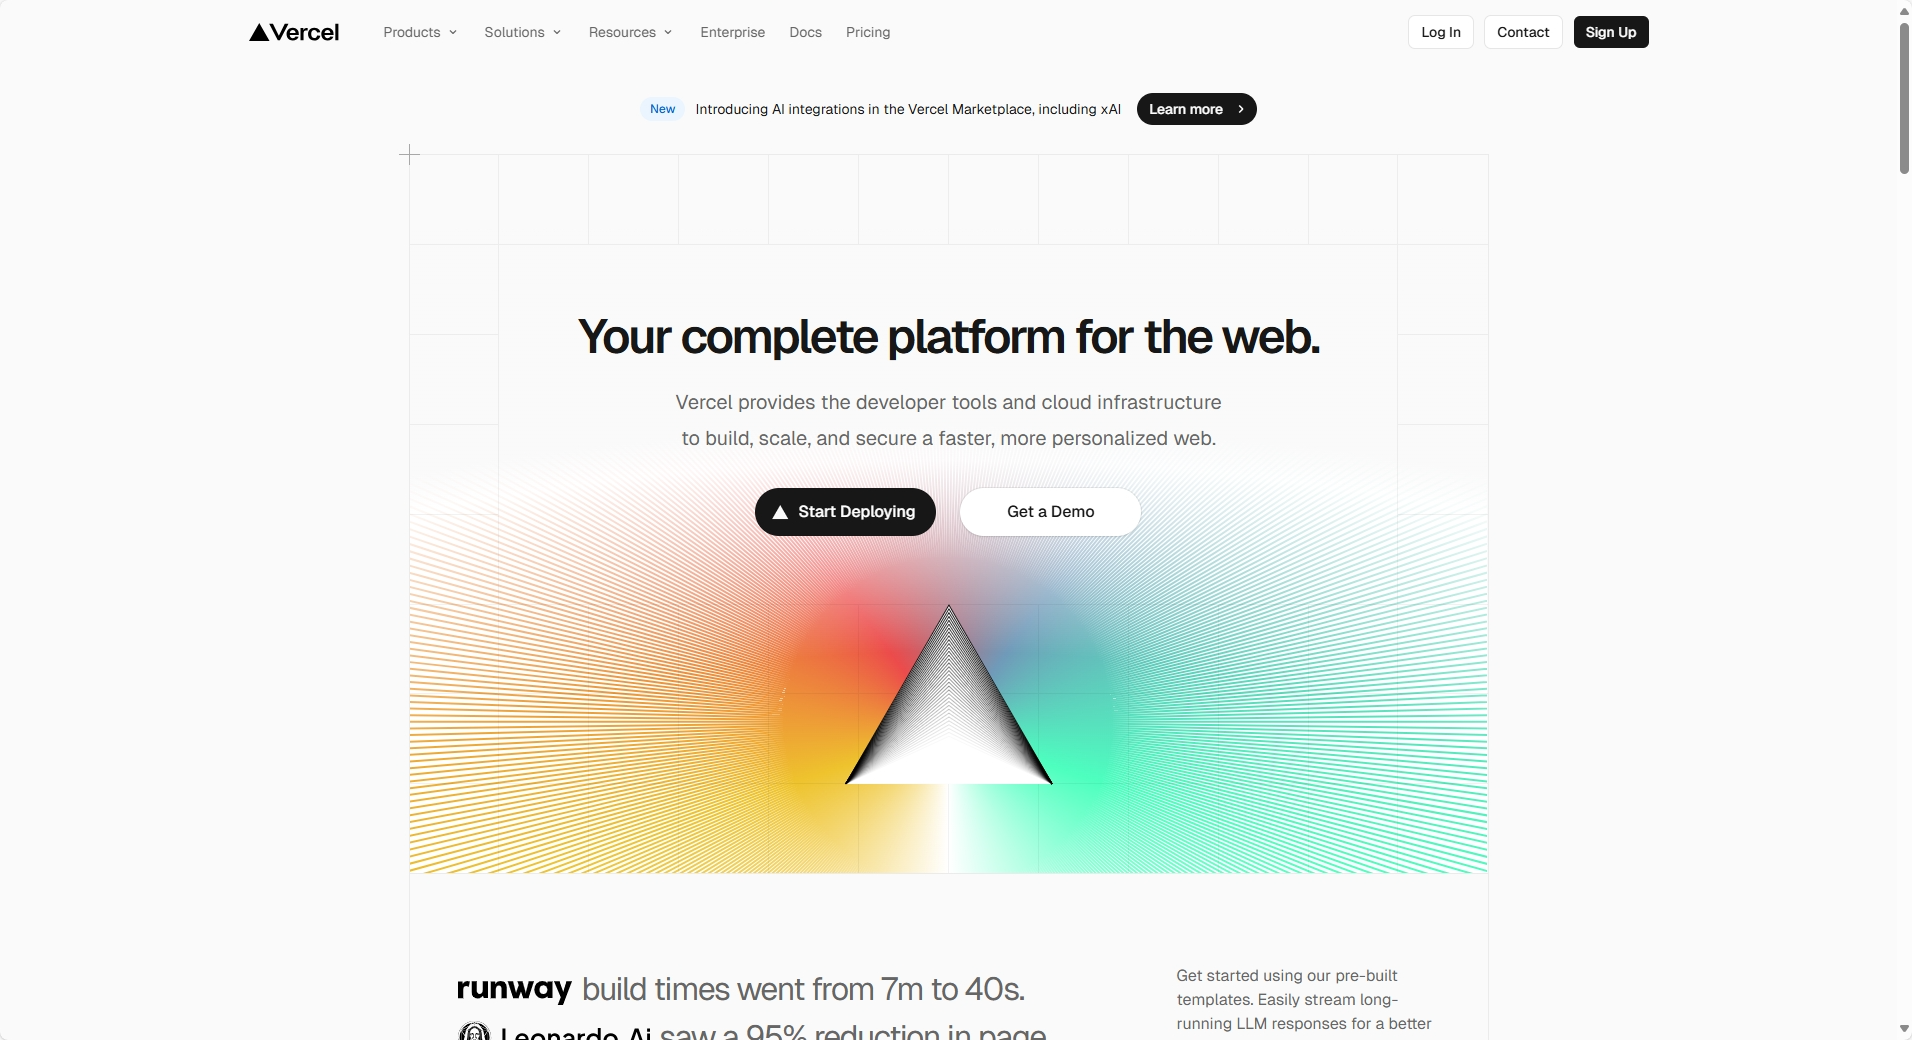 Vercel
Products
Solutions
Resources
Enterprise
Docs
Pricing
Log In
Contact
Sign Up
New
Introducing AI integrations in the Vercel Marketplace, including xAI
Learn more
Your complete platform for the web.
Vercel provides the developer tools and cloud infrastructure
to build, scale, and secure a faster, more personalized web.
Start Deploying
Get a Demo
runway build times went from 7m to 40s.
Leonardo.Ai saw a 95% reduction in page
Get started using our pre-built
templates. Easily stream long-
running LLM responses for a better